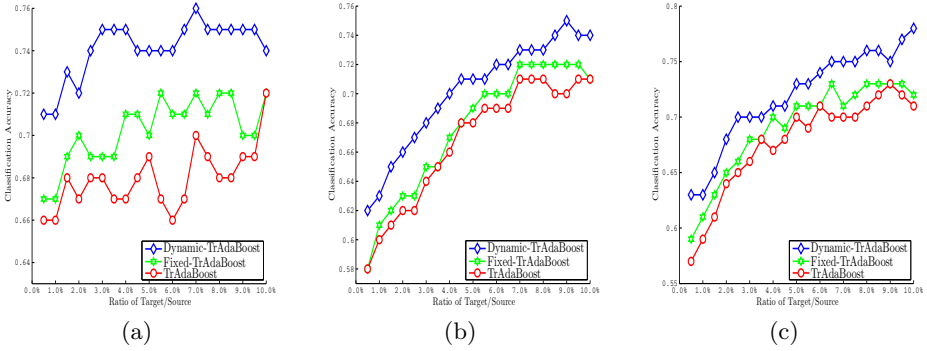 0.76
0.74
0.72
0.7
0.68
0.66
0.64
Classification Accuracy
Dynamic-TrAdaBoost
Fixed-TrAdaBoost
TrAdaBoost
0.0% 1.0% 2.0% 3.0% 4.0% 5.0% 6.0% 7.0% 8.0% 9.0% 10.0%
Ratio of Target/Source
(a)
0.76
0.74
0.72
0.7
0.68
0.66
0.64
0.62
0.6
0.58
Classification Accuracy
Dynamic-TrAdaBoost
Fixed-TrAdaBoost
TrAdaBoost
0.0% 1.0% 2.0% 3.0% 4.0% 5.0% 6.0% 7.0% 8.0% 9.0% 10.0%
Ratio of Target/Source
(b)
0.8
0.75
0.7
0.65
0.6
0.55
Classification Accuracy
Dynamic-TrAdaBoost
Fixed-TrAdaBoost
TrAdaBoost
0.0% 1.0% 2.0% 3.0% 4.0% 5.0% 6.0% 7.0% 8.0% 9.0% 10.0%
Ratio of Target/Source
(c)